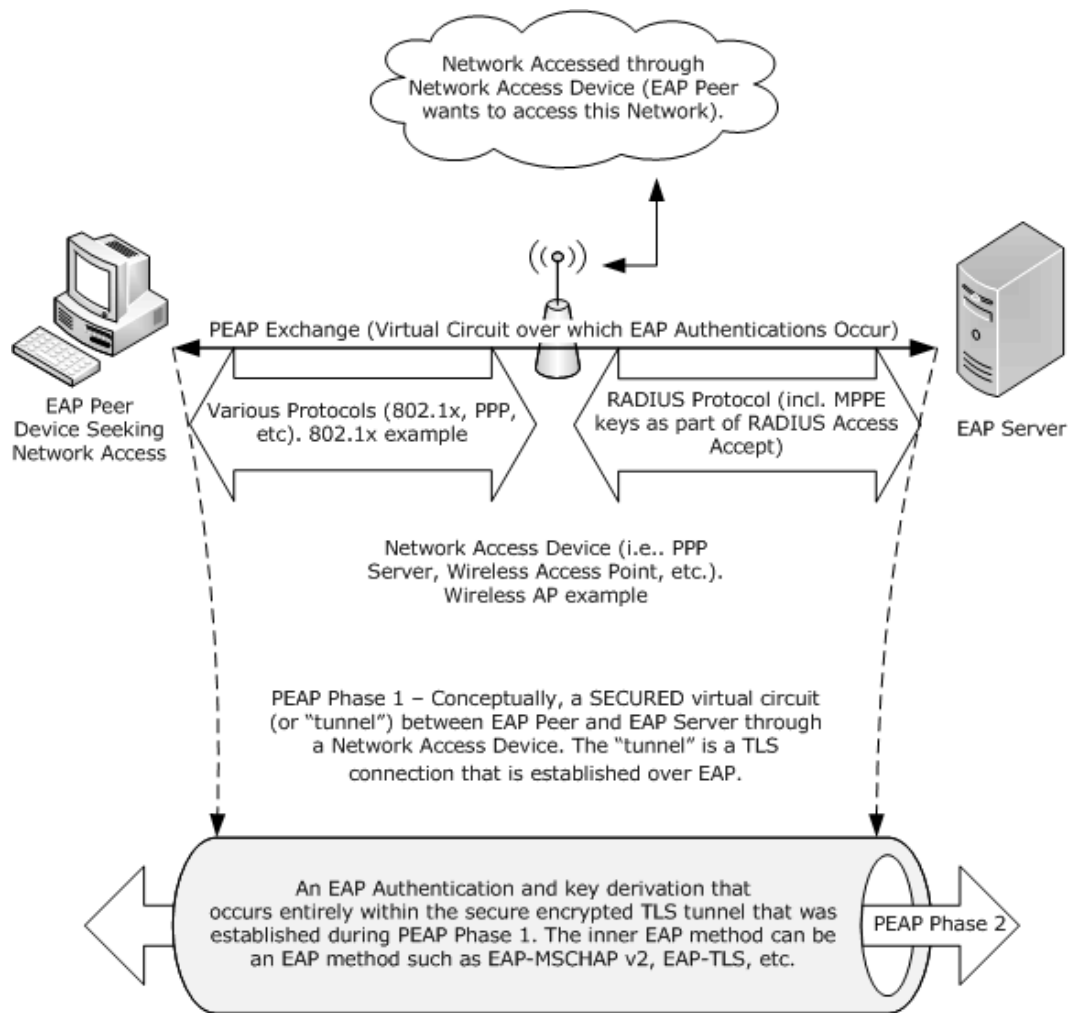 Network Accessed through
Network Access Device (EAP Peer
wants to access this Network).
PEAP Exchange (Virtual Circuit over which EAP Authentications Occur)
EAP Peer
Device Seeking
Network Access
Various Protocols (802.1x, PPP,
etc). 802.1x example
RADIUS Protocol (incl. MPPE
keys as part of RADIUS Access
Accept)
EAP Server
Network Access Device (i.e.. PPP
Server, Wireless Access Point, etc.).
Wireless AP example
PEAP Phase 1 – Conceptually, a SECURED virtual circuit
(or “tunnel”) between EAP Peer and EAP Server through
a Network Access Device. The “tunnel” is a TLS
connection that is established over EAP.
An EAP Authentication and key derivation that
occurs entirely within the secure encrypted TLS tunnel that was
established during PEAP Phase 1. The inner EAP method can be
an EAP method such as EAP-MSCHAP v2, EAP-TLS, etc.
PEAP Phase 2